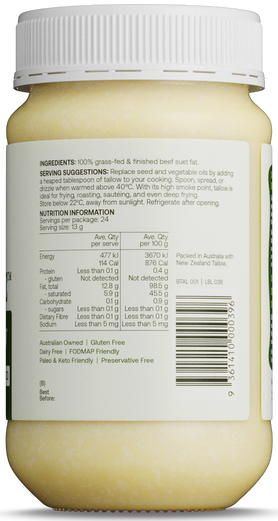 INGREDIENTS: 100% grass-fed & finished beef suet fat.
SERVING SUGGESTIONS: Replace seed and vegetable oils by adding
a heaped tablespoon of tallow to your cooking. Spoon, spread, or
drizzle when warmed above 40°C. With its high smoke point, tallow is
ideal for frying, roasting, sautéing, and even deep frying.
Store below 22°C, away from sunlight. Refrigerate after opening.
NUTRITION INFORMATION
Servings per package: 24
Serving size: 13 g
Ave. Qty per serve Ave. Qty per 100 g
Energy 477 kJ 3670 kJ
114 Cal 876 Cal
Protein Less than 0.1 g 0.4 g
- gluten Not detected Not detected
Fat, total 12.8 g 98.5 g
- saturated 5.9 g 45.5 g
Carbohydrate 0.1 g 0.9 g
- sugars Less than 0.1 g Less than 0.1 g
Dietary Fibre Less than 0.1 g Less than 0.1 g
Sodium Less than 5 mg Less than 5 mg
Packed in Australia with
New Zealand Tallow.
BTAL 001 | LBL 038
9 361410 000396
Australian Owned | Gluten Free
Dairy Free | FODMAP Friendly
Paleo & Keto Friendly | Preservative Free
(B)
Best
Before: